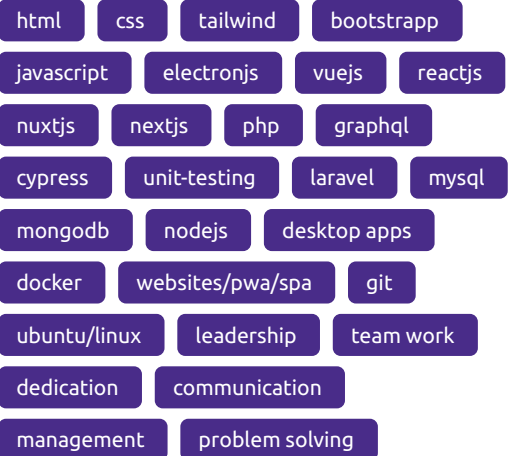 html css tailwind bootstrapp
javascript electronjs vuejs reactjs
nuxtjs nextjs php graphql
cypress unit-testing laravel mysql
mongodb nodejs desktop apps
docker websites/pwa/spa git
ubuntu/linux leadership team work
dedication communication
management problem solving